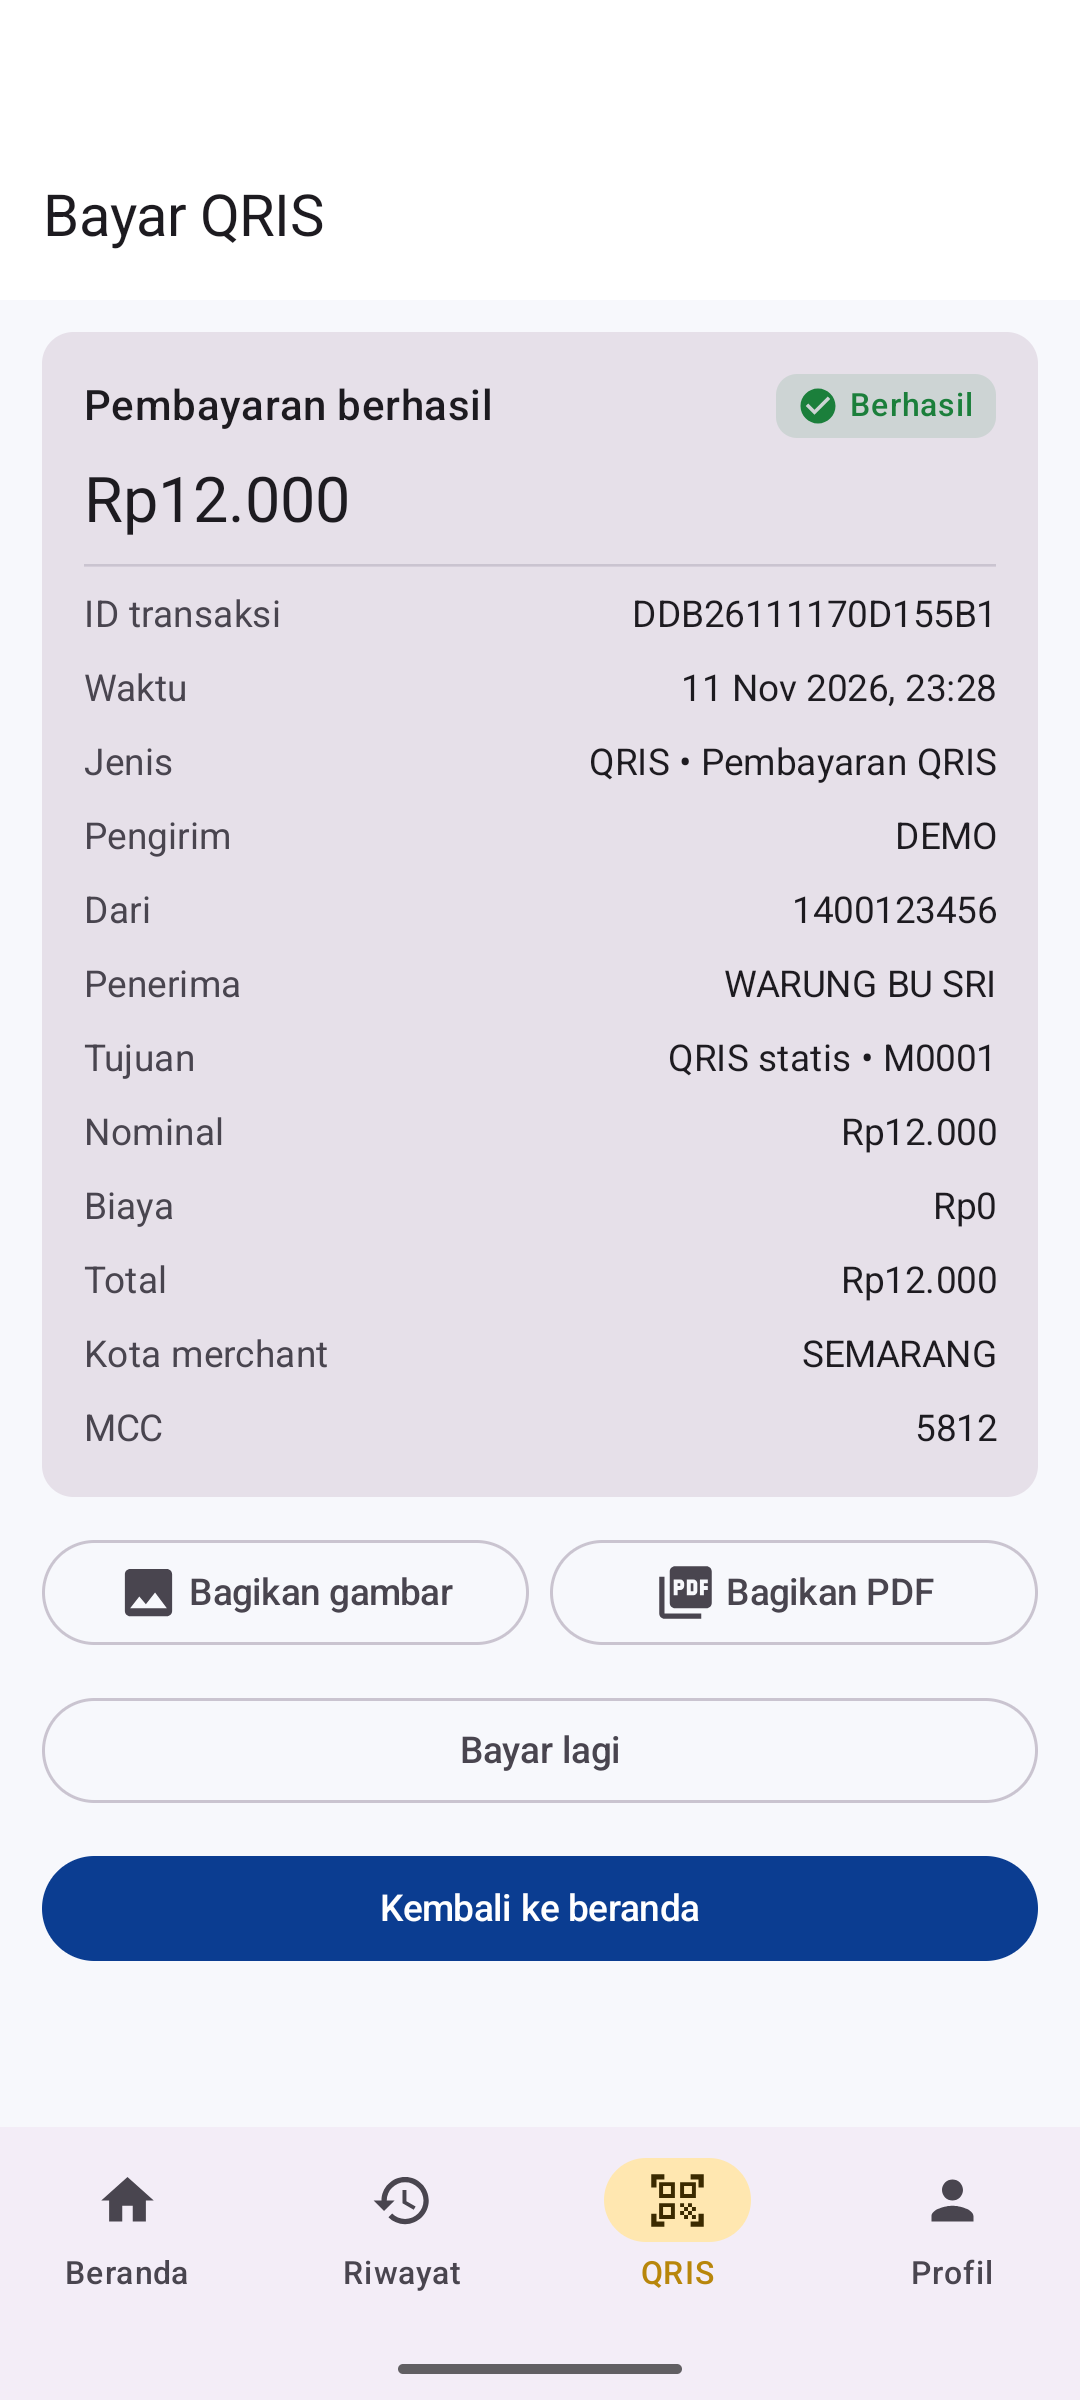 Bayar QRIS
Pembayaran berhasil
Berhasil
Rp12.000
ID transaksi DDB26111170D155B1
Waktu 11 Nov 2026, 23:28
Jenis QRIS • Pembayaran QRIS
Pengirim DEMO
Dari 1400123456
Penerima WARUNG BU SRI
Tujuan QRIS statis • M0001
Nominal Rp12.000
Biaya Rp0
Total Rp12.000
Kota merchant SEMARANG
MCC 5812
Bagikan gambar
PDF Bagikan PDF
Bayar lagi
Kembali ke beranda
Beranda Riwayat QRIS Profil